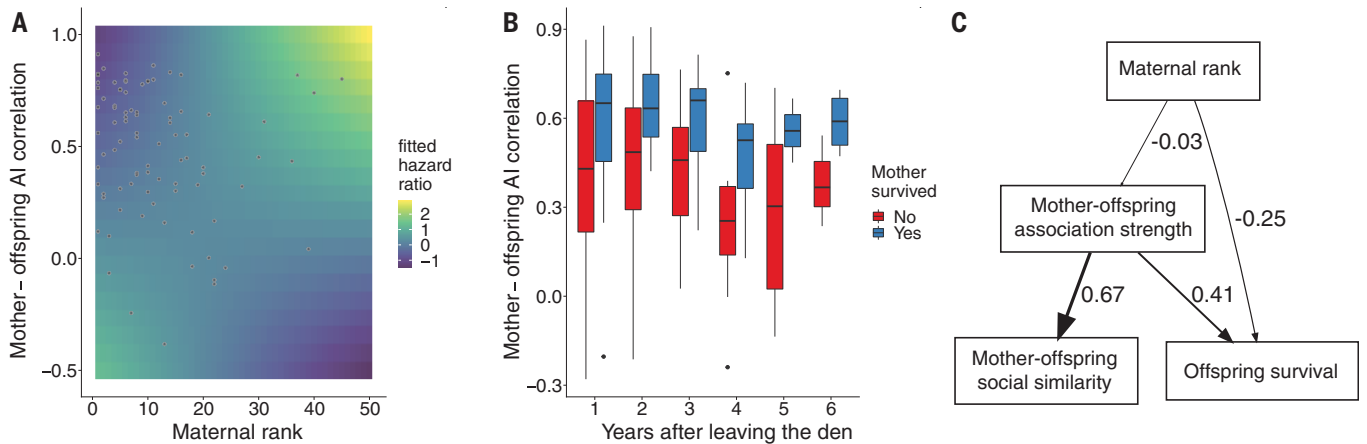 A
Mother−offspring AI correlation
1.0
0.5
0.0
−0.5
0
10
20
30
40
50
Maternal rank
fitted
hazard
ratio
2
1
0
−1
B
Mother−offspring AI correlation
0.9
0.6
0.3
0.0
−0.3
1
2
3
4
5
6
Years after leaving the den
Mother
survived
No
Yes
C
Maternal rank
-0.03
Mother-offspring
association strength
-0.25
0.67
0.41
Mother-offspring
social similarity
Offspring survival